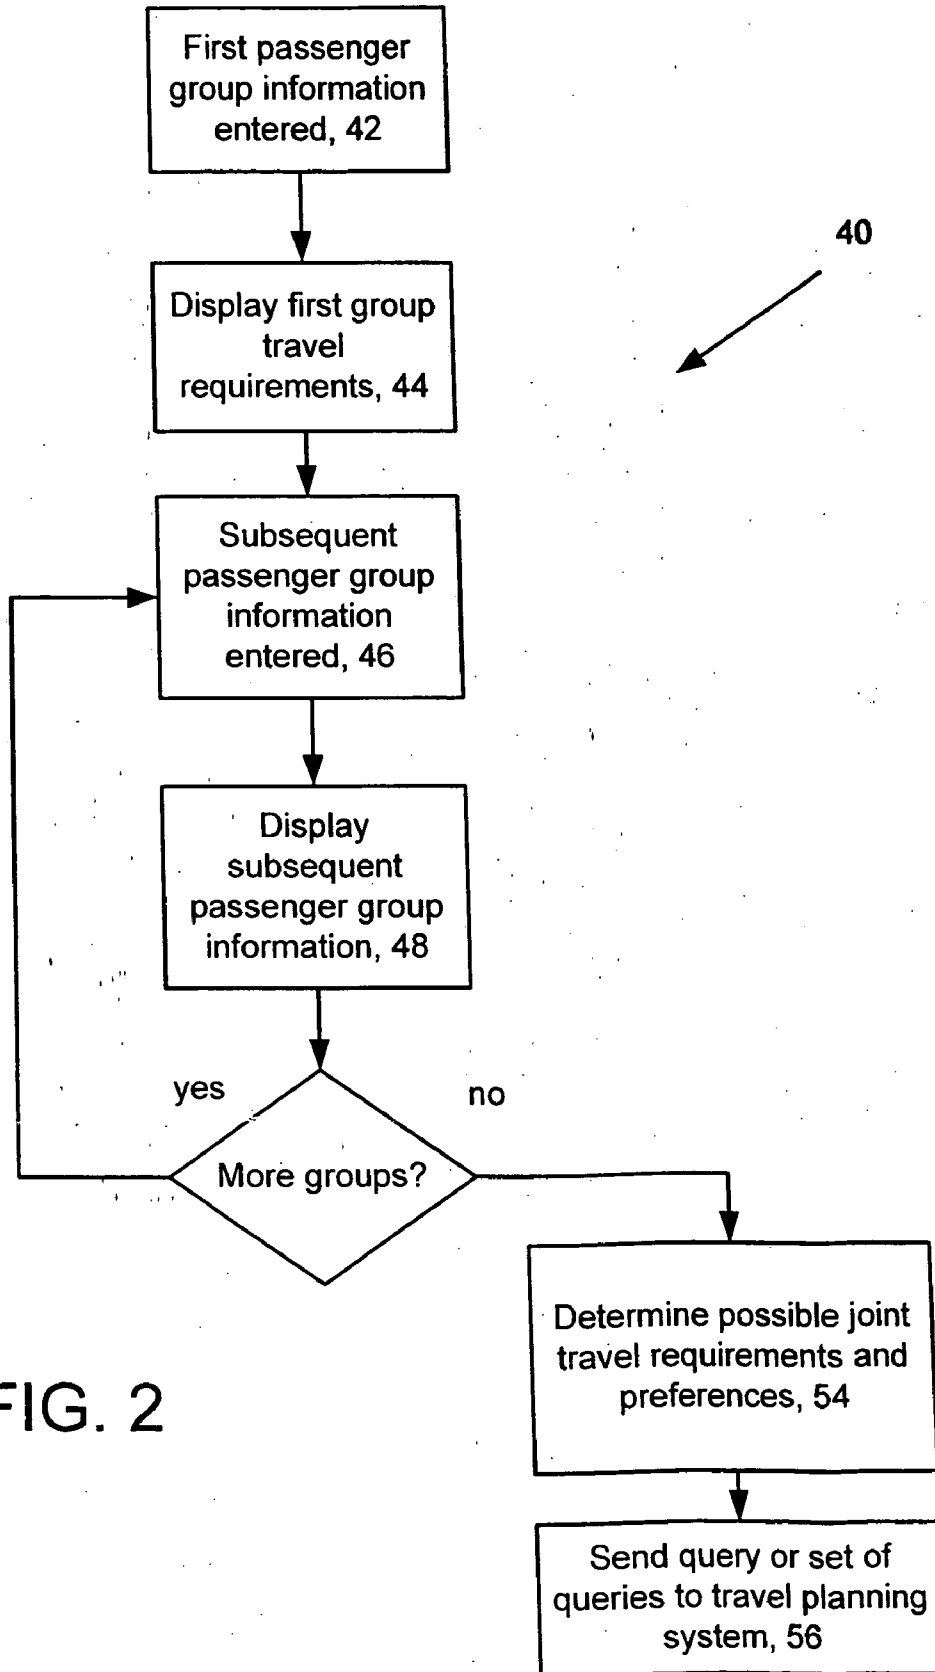 First passenger
group information
entered, 42
40
Display first group
travel
requirements, 44
Subsequent
passenger group
information
entered, 46
Display
subsequent
passenger group
information, 48
yes
no
More groups?
Determine possible joint
travel requirements and
preferences, 54
FIG. 2
Send query or set of
queries to travel planning
system, 56